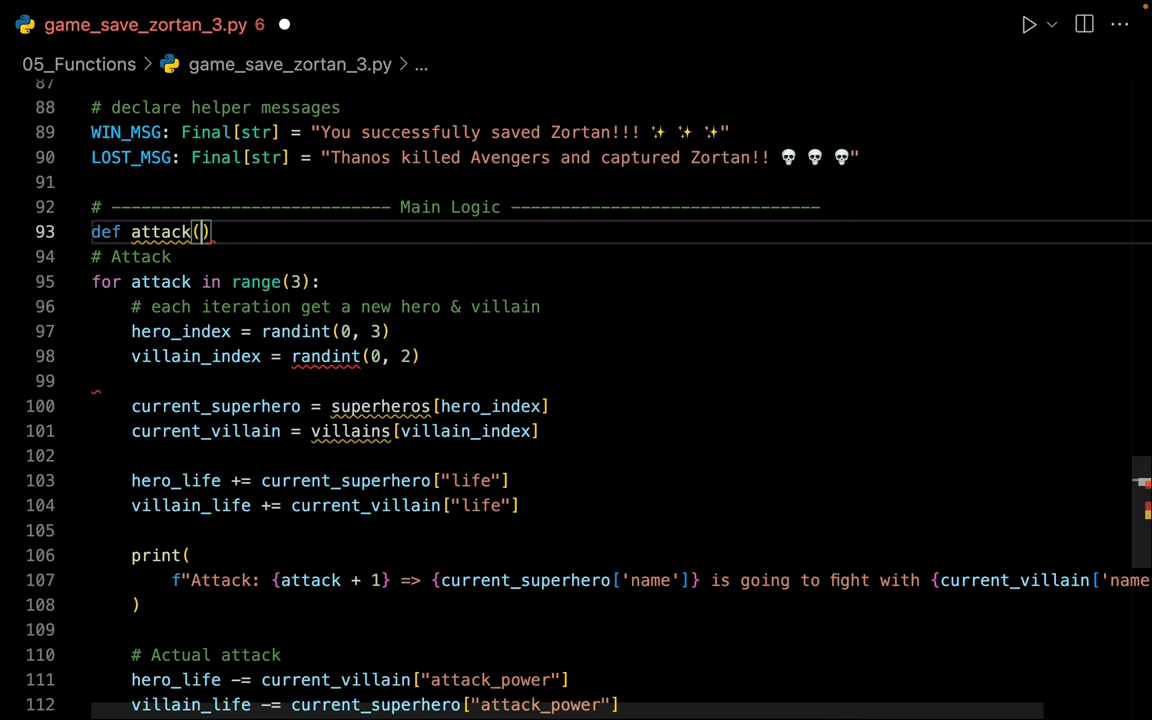 game_save_zortan_3.py 6
05_Functions > game_save_zortan_3.py > ...
87
88 # declare helper messages
89 WIN_MSG: Final[str] = "You successfully saved Zortan!!! ✨ ✨ ✨"
90 LOST_MSG: Final[str] = "Thanos killed Avengers and captured Zortan!! 💀 💀 💀"
91
92 # ---------------------------- Main Logic -------------------------------
93 def attack()
94 # Attack
95 for attack in range(3):
96     # each iteration get a new hero & villain
97     hero_index = randint(0, 3)
98     villain_index = randint(0, 2)
99
100     current_superhero = superheros[hero_index]
101     current_villain = villains[villain_index]
102
103     hero_life += current_superhero["life"]
104     villain_life += current_villain["life"]
105
106     print(
107         f"Attack: {attack + 1} => {current_superhero['name']} is going to fight with {current_villain['name
108     )
109
110     # Actual attack
111     hero_life -= current_villain["attack_power"]
112     villain_life -= current_superhero["attack_power"]